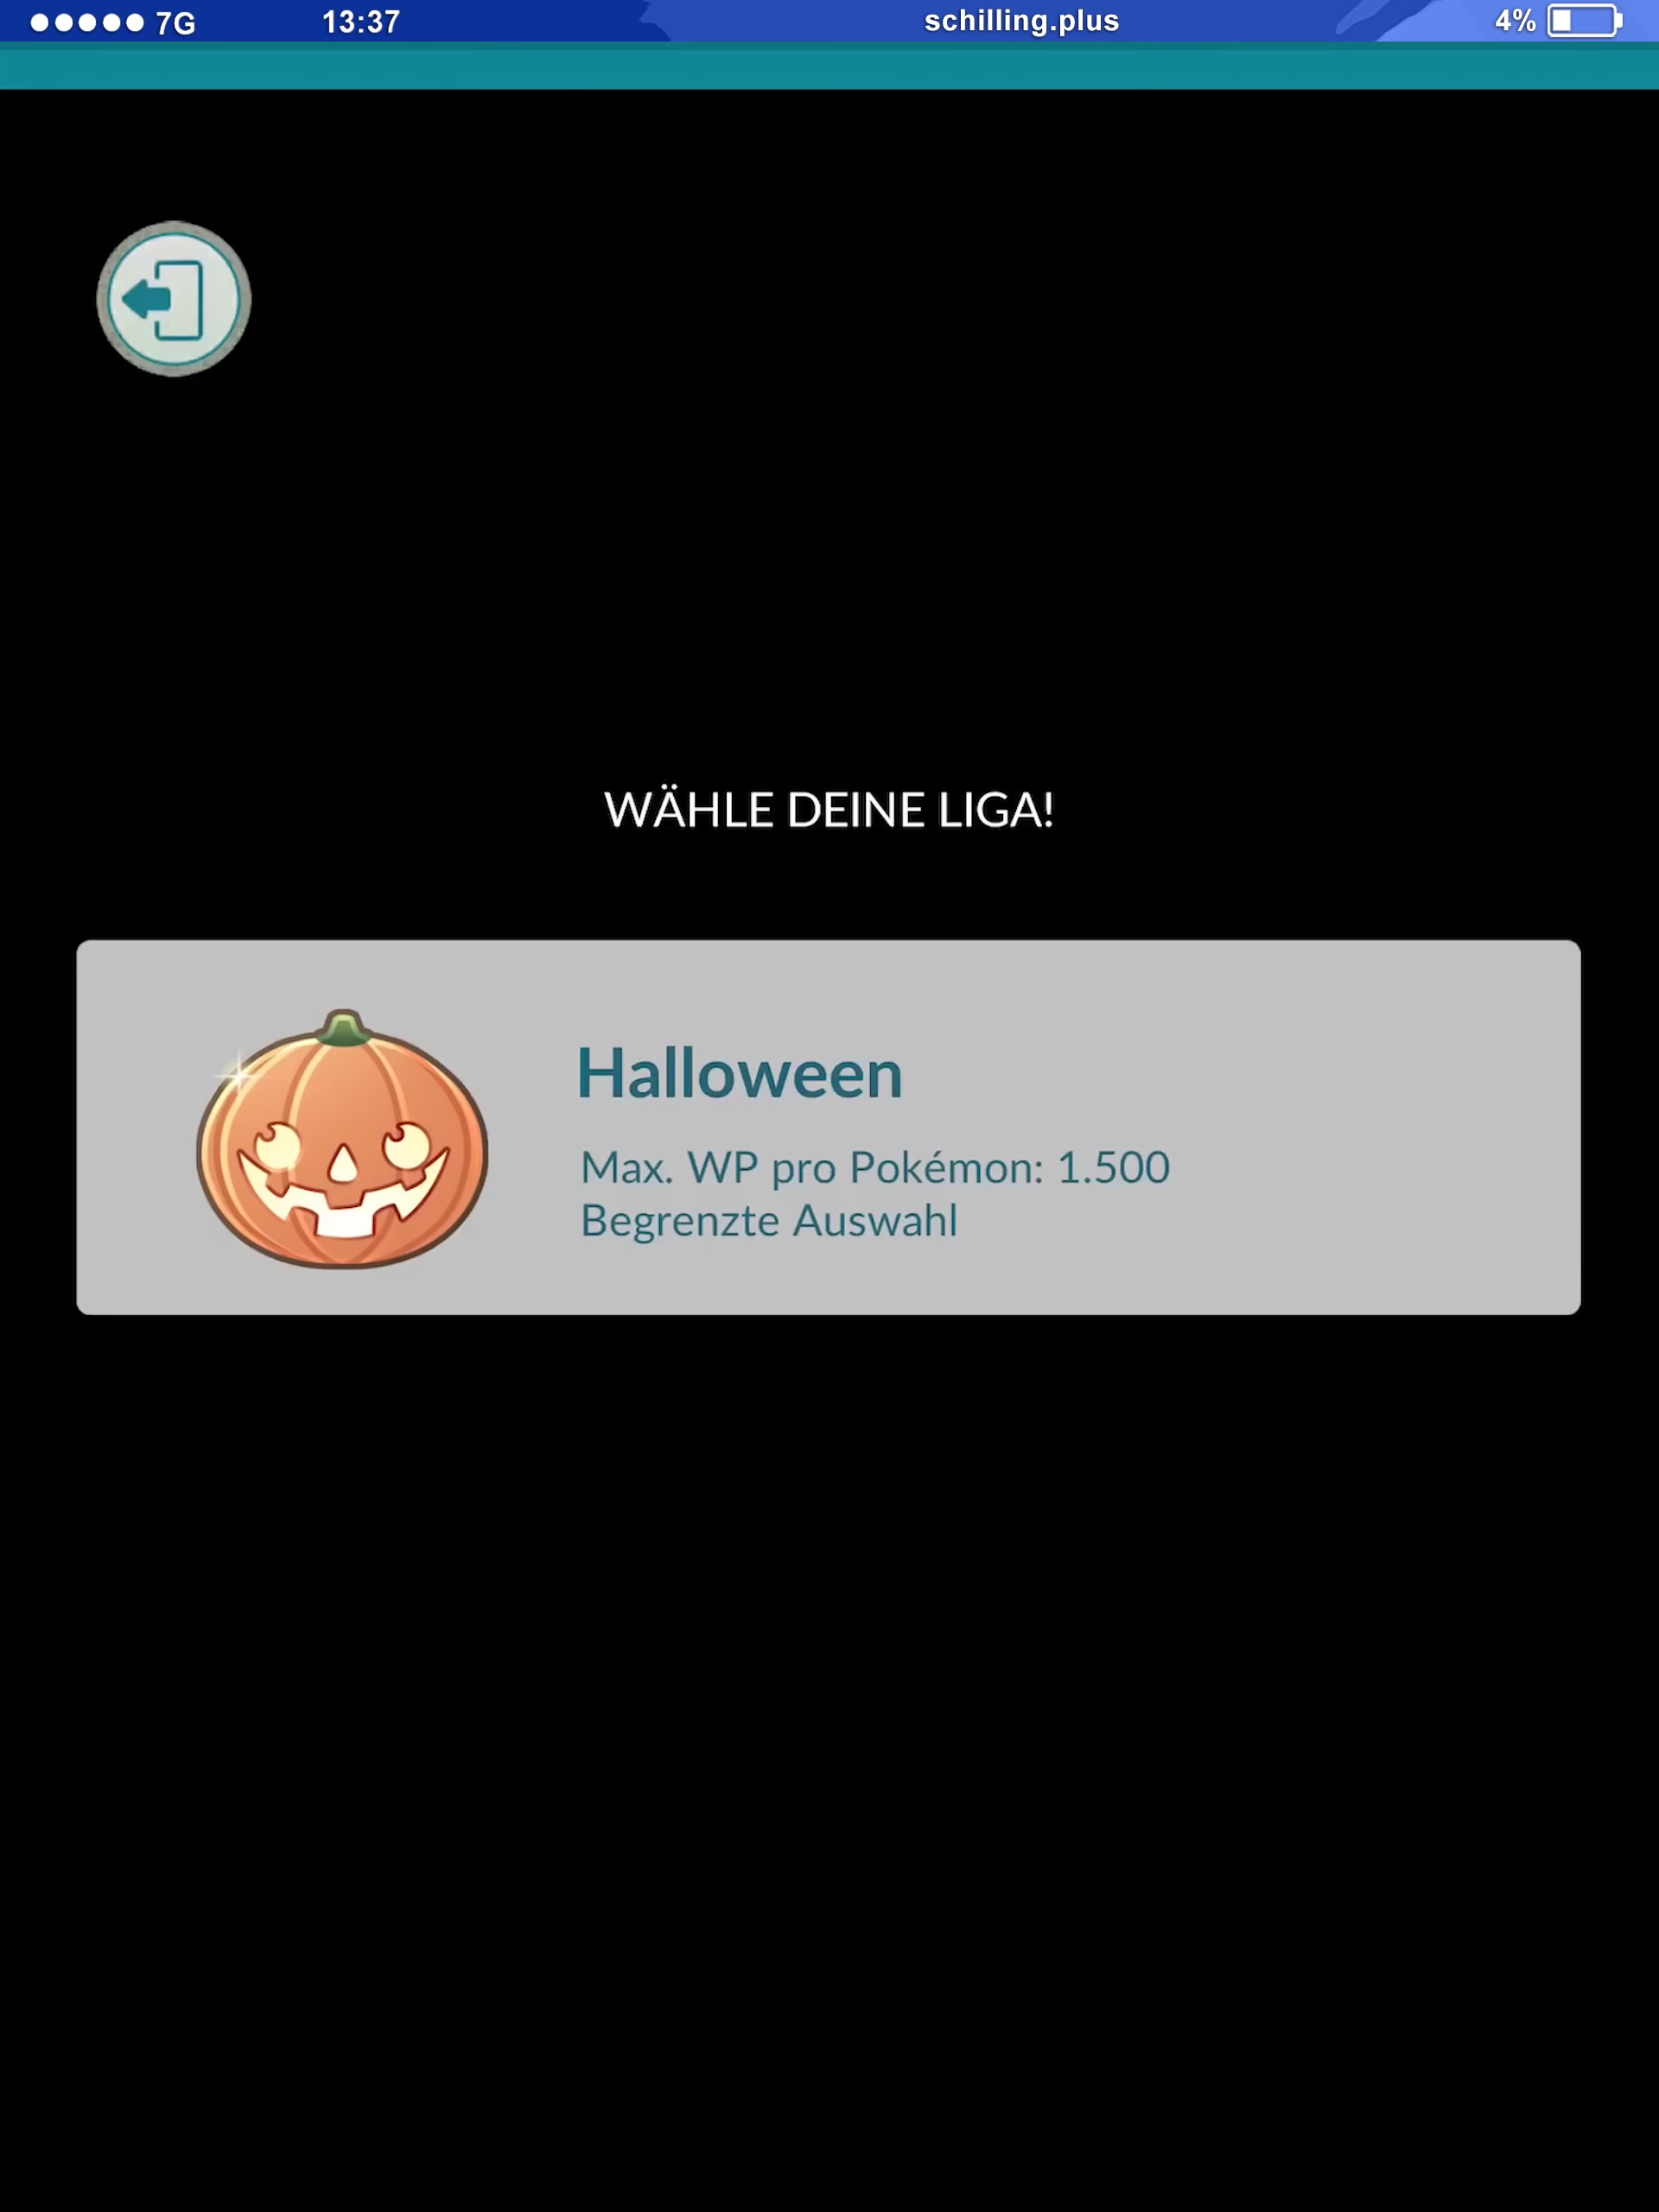 7G 13:37 schilling.plus 4%
WÄHLE DEINE LIGA!
Halloween
Max. WP pro Pokémon: 1.500
Begrenzte Auswahl